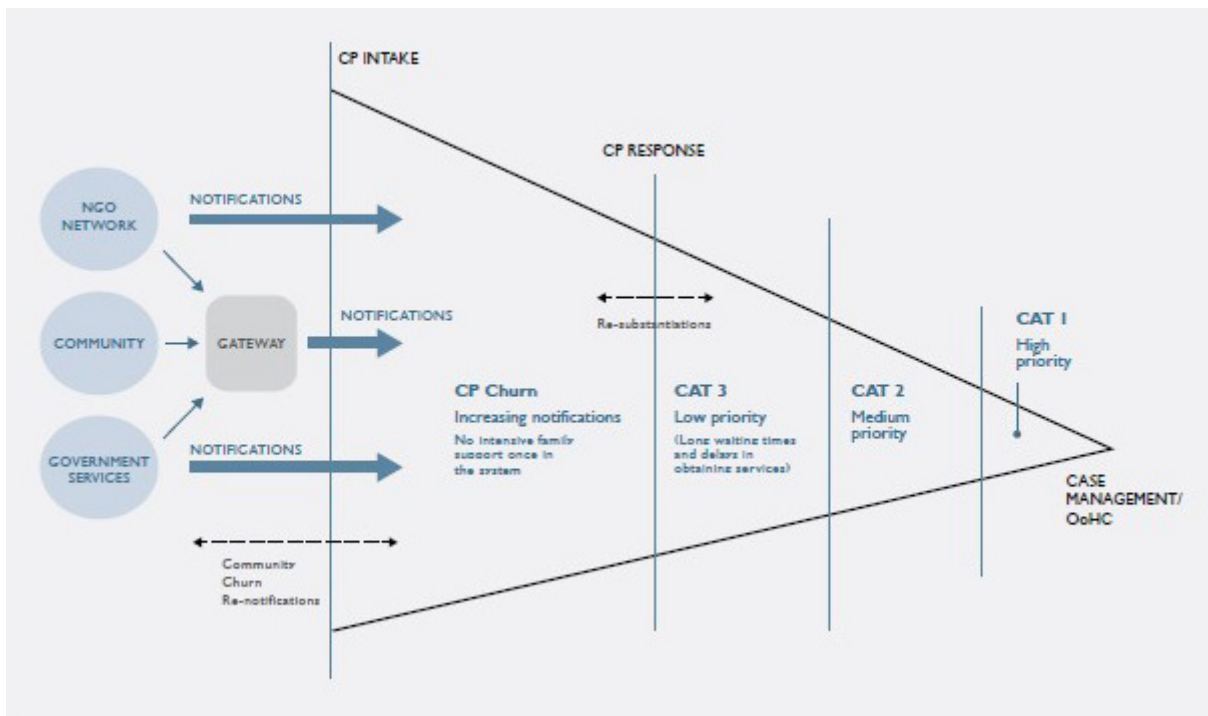 CP INTAKE
CP RESPONSE
NGO
NETWORK
NOTIFICATIONS
COMMUNITY
GATEWAY
NOTIFICATIONS
GOVERNMENT
SERVICES
NOTIFICATIONS
Community
Churn
Re-notifications
Re-substantiations
CP Churn
Increasing notifications
No intensive family
support once in
the system
CAT 3
Low priority
(Long waiting times
and delays in
obtaining services)
CAT 2
Medium
priority
CAT 1
High
priority
CASE
MANAGEMENT/
OoHC